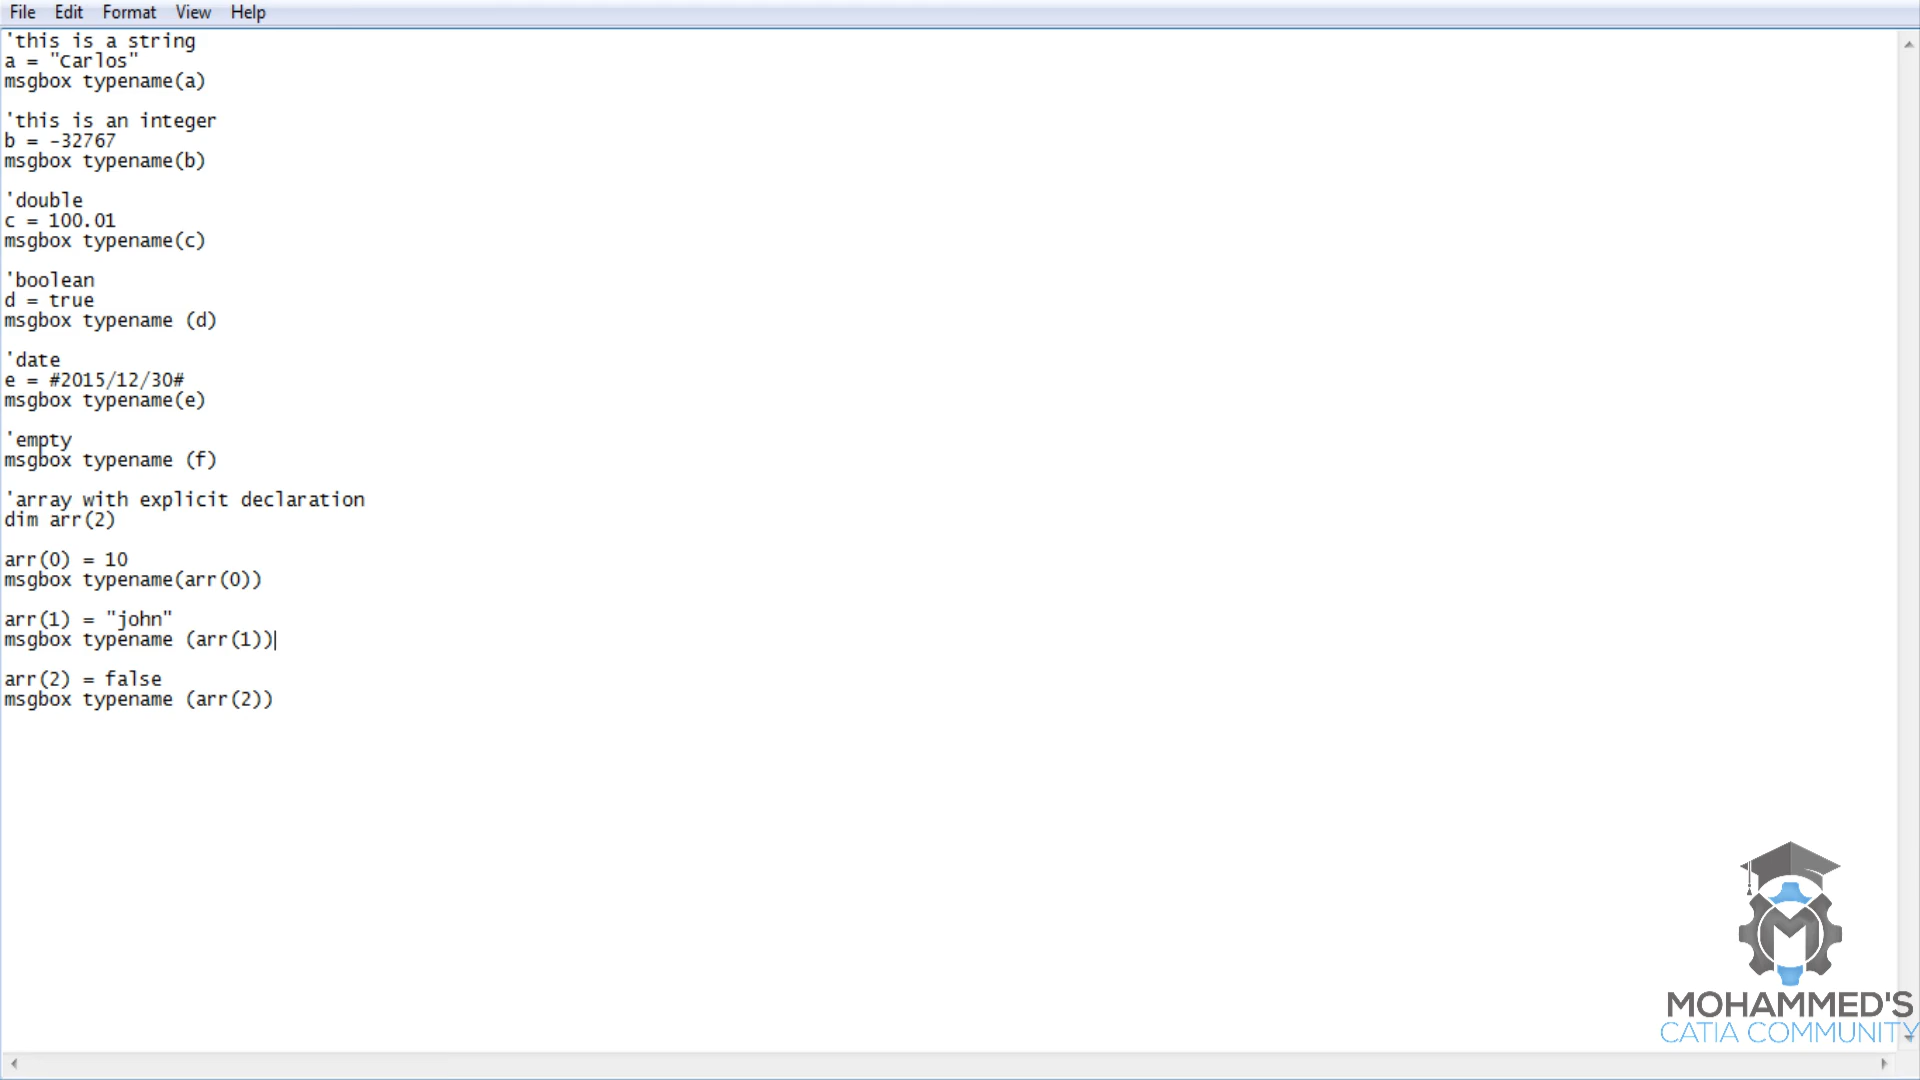 File Edit Format View Help
'this is a string
a = "Carlos"
msgbox typename(a)
'this is an integer
b = -32767
msgbox typename(b)
'double
c = 100.01
msgbox typename(c)
'boolean
d = true
msgbox typename (d)
'date
e = #2015/12/30#
msgbox typename(e)
'empty
msgbox typename (f)
'array with explicit declaration
dim arr(2)
arr(0) = 10
msgbox typename(arr(0))
arr(1) = "john"
msgbox typename (arr(1))
arr(2) = false
msgbox typename (arr(2))
MOHAMMED'S
CATIA COMMUNITY